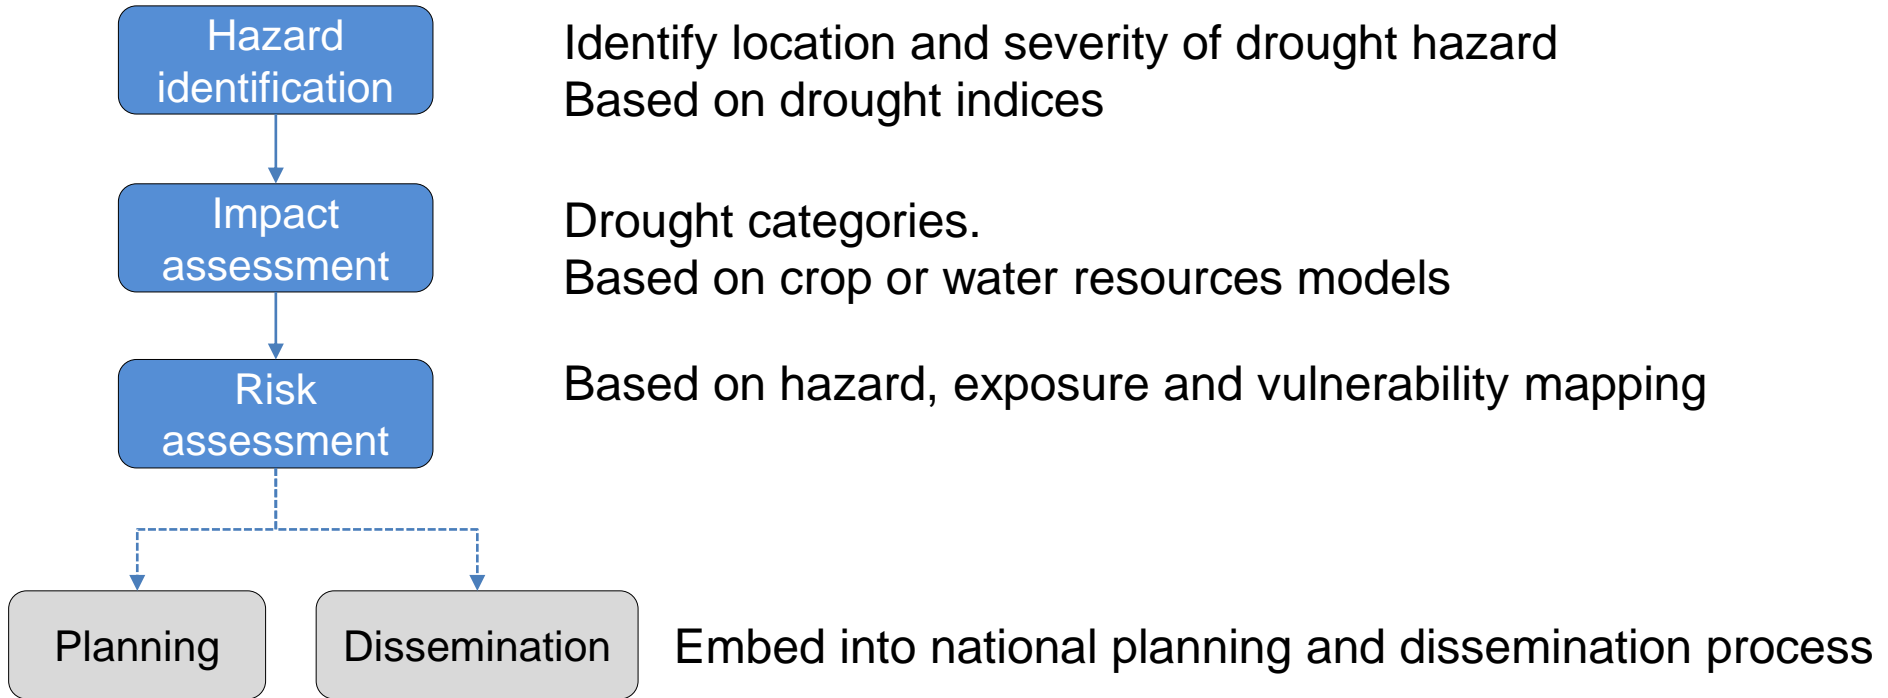 Hazard
identification
Identify location and severity of drought hazard
Based on drought indices
Impact
assessment
Drought categories.
Based on crop or water resources models
Risk
assessment
Based on hazard, exposure and vulnerability mapping
Planning
Dissemination
Embed into national planning and dissemination process